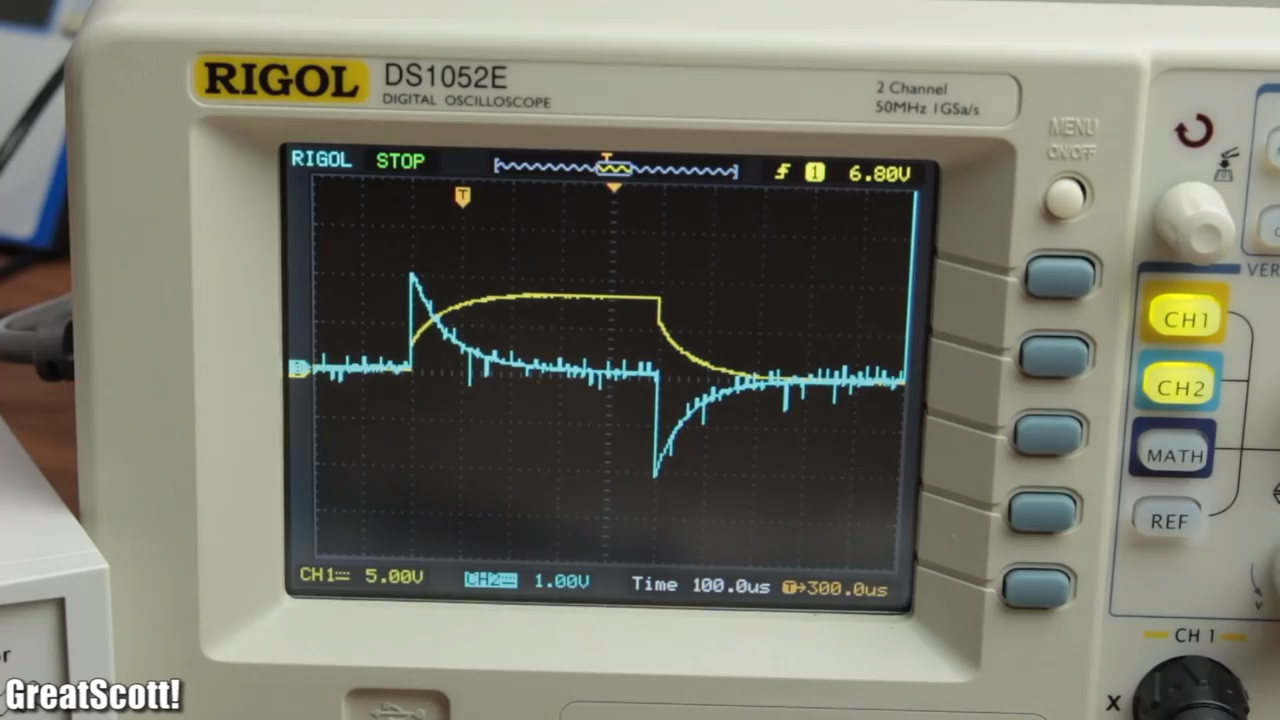 RIGOL DS1052E
DIGITAL OSCILLOSCOPE
2 Channel
50MHz 1GSa/s
MENU
ON/OFF
RIGOL STOP T 1 6.80V
T
CH1 5.00V CH2 1.00V Time 100.0us T→300.0us
VER
CH1
CH2
MATH
REF
CH 1
X
GreatScott!